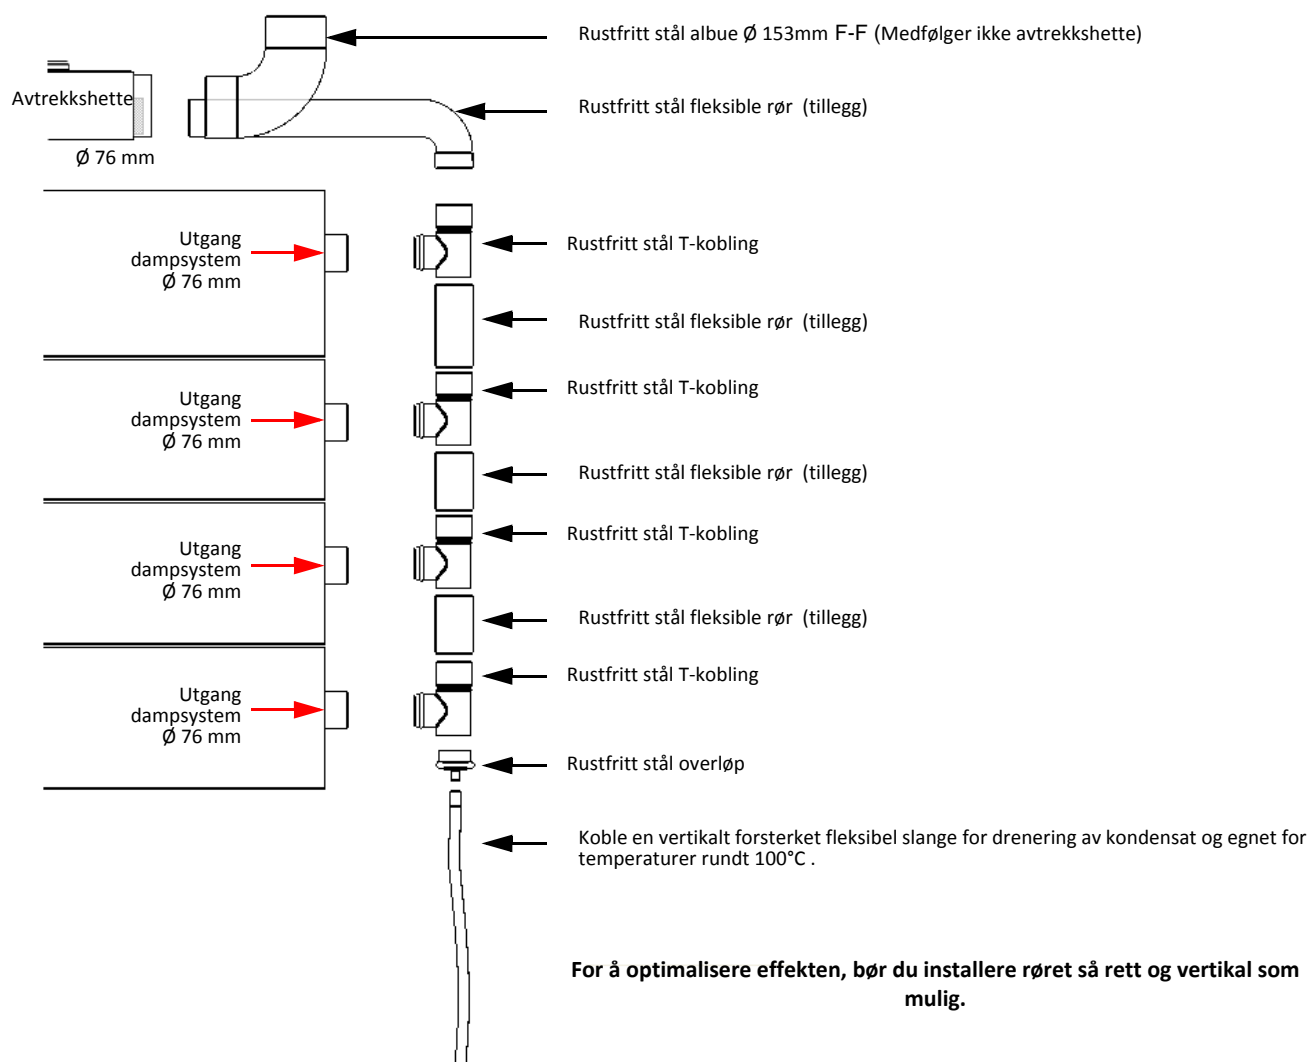 Rustfritt stål albue Ø 153mm F-F (Medfølger ikke avtrekkshette)
Avtrekkshette
Rustfritt stål fleksible rør (tillegg)
Ø 76 mm
Utgang
dampsystem
Ø 76 mm
Rustfritt stål T-kobling
Rustfritt stål fleksible rør (tillegg)
Utgang
dampsystem
Ø 76 mm
Rustfritt stål T-kobling
Rustfritt stål fleksible rør (tillegg)
Utgang
dampsystem
Ø 76 mm
Rustfritt stål T-kobling
Rustfritt stål fleksible rør (tillegg)
Utgang
dampsystem
Ø 76 mm
Rustfritt stål T-kobling
Rustfritt stål overløp
Koble en vertikalt forsterket fleksibel slange for drenering av kondensat og egnet for
temperaturer rundt 100°C .
For å optimalisere effekten, bør du installere røret så rett og vertikal som
mulig.